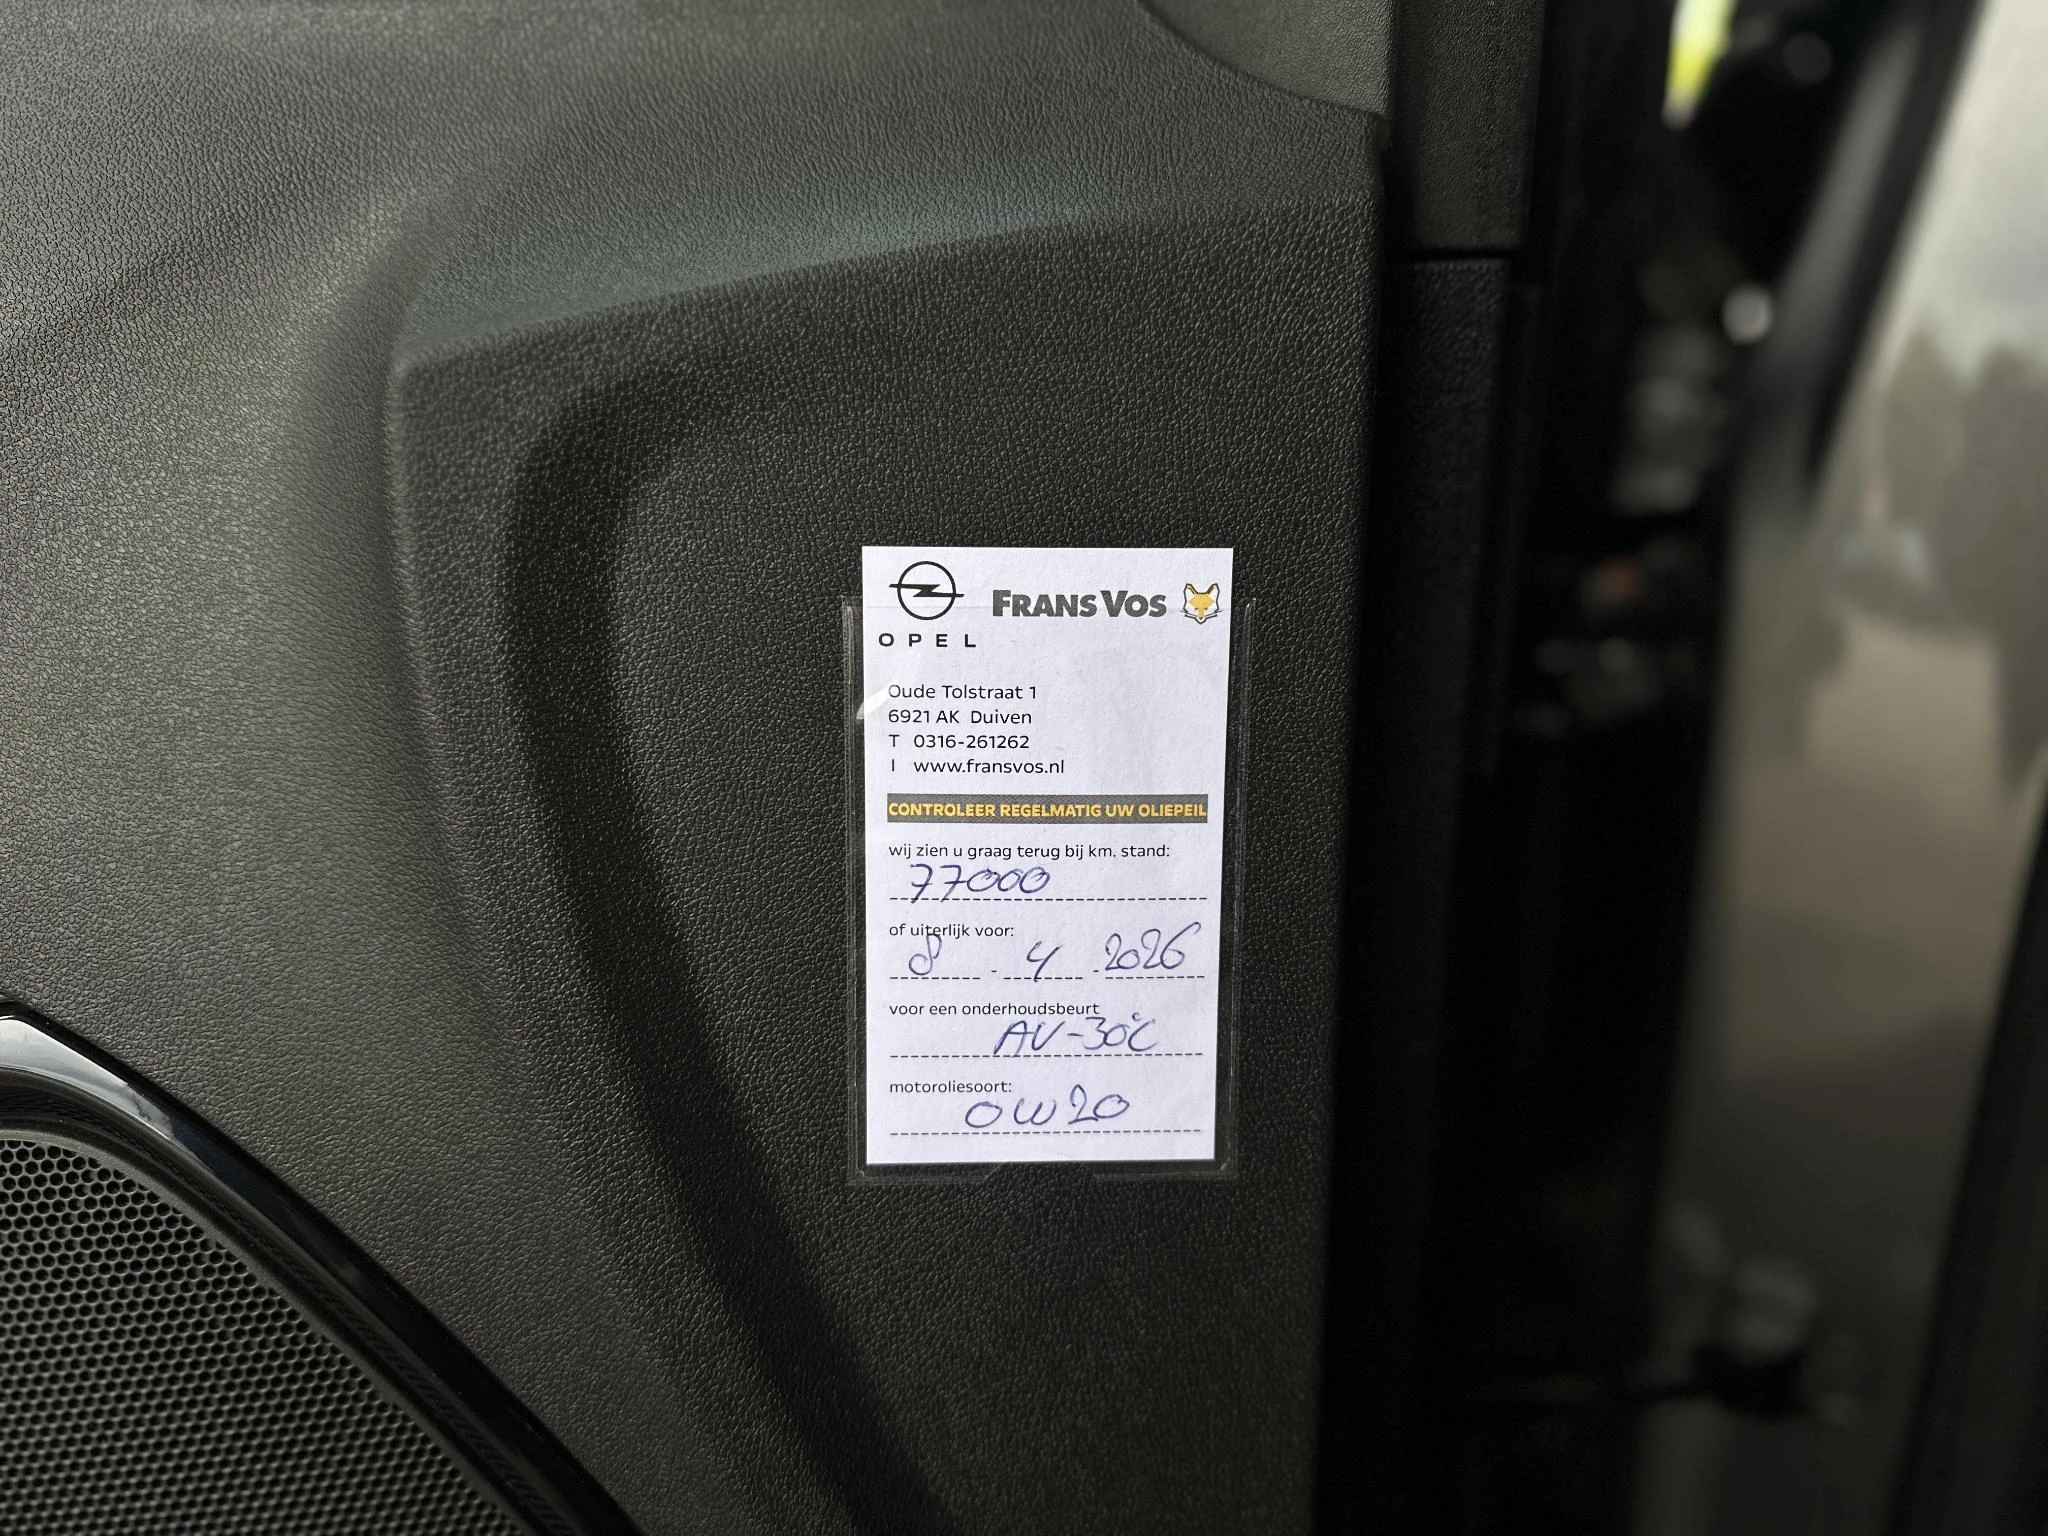 OPEL
FRANS VOS
Oude Tolstraat 1
6921 AK Duiven
T 0316-261262
I www.fransvos.nl
CONTROLEER REGELMATIG UW OLIEPEIL
wij zien u graag terug bij km. stand:
77000
of uiterlijk voor:
8 - 4 - 2026
voor een onderhoudsbeurt
AV-30°C
motoroliesoort:
0W20